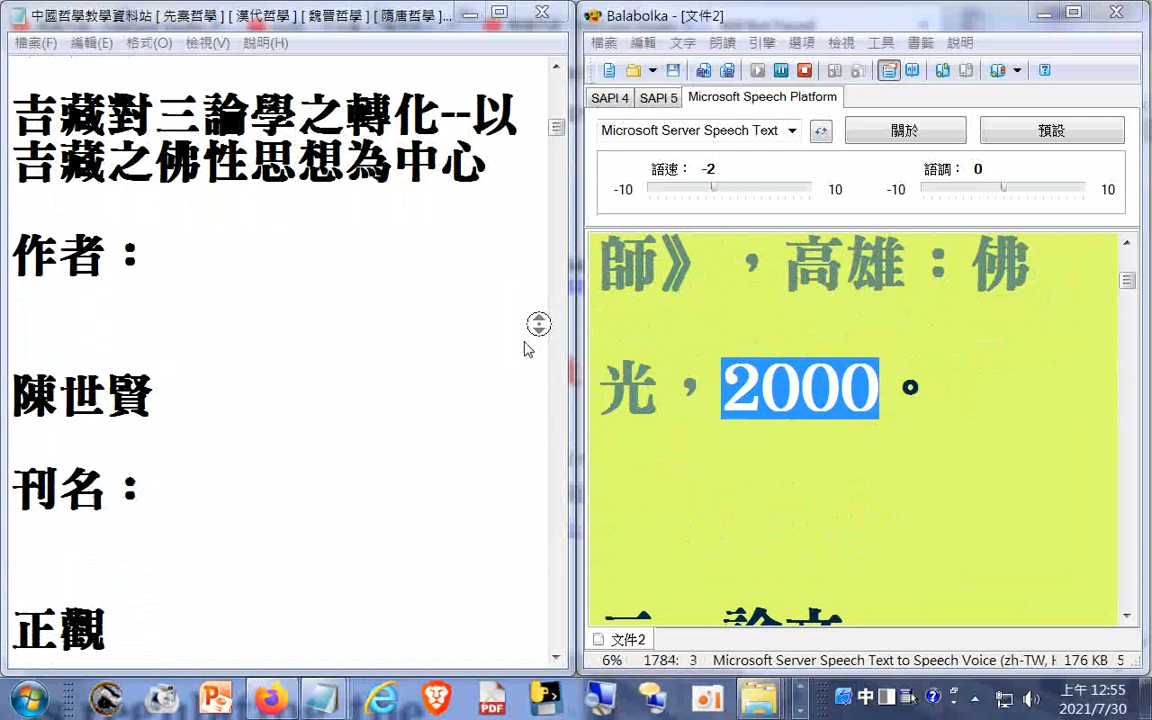 中國哲學教學資料站 [ 先秦哲學 ] [ 漢代哲學 ] [ 魏晉哲學 ] [ 隋唐哲學 ]...
檔案(F) 編輯(E) 格式(O) 檢視(V) 說明(H)
吉藏對三論學之轉化--以
吉藏之佛性思想為中心
作者：
陳世賢
刊名：
正觀
Balabolka - [文件2]
檔案 編輯 文字 朗讀 引擎 選項 檢視 工具 書籤 說明
SAPI 4 SAPI 5 Microsoft Speech Platform
Microsoft Server Speech Text 關於 預設
語速： -2 語調： 0
-10 10 -10 10
師》，高雄：佛
光，2000。
二、論文
文件2
6% 1784: 3 Microsoft Server Speech Text to Speech Voice (zh-TW, H 176 KB 5
中 上午 12:55
2021/7/30